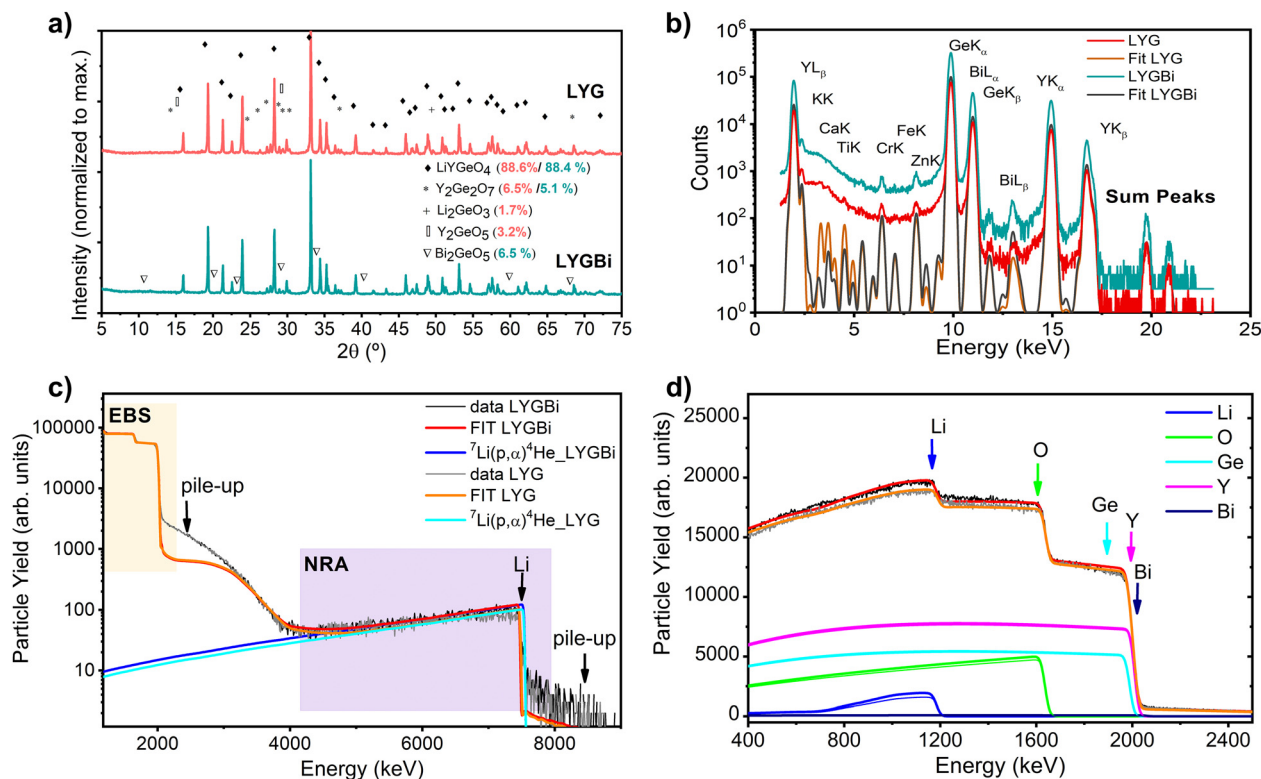 a)
LYG
◆ LiYGeO4 (88.6%/ 88.4 %)
* Y2Ge2O7 (6.5% /5.1 %)
+ Li2GeO3 (1.7%)
▯ Y2GeO5 (3.2%)
▽ Bi2GeO5 (6.5 %)
LYGBi
Intensity (normalized to max.)
5 10 15 20 25 30 35 40 45 50 55 60 65 70 75
2θ (º)
b)
10^6
10^5
10^4
10^3
10^2
10^1
10^0
Counts
YLβ
KK
CaK
TiK
CrK
FeK
ZnK
GeKα
BiLα
GeKβ
BiLβ
YKα
YKβ
LYG
Fit LYG
LYGBi
Fit LYGBi
Sum Peaks
5 10 15 20 25
Energy (keV)
c)
EBS
pile-up
data LYGBi
FIT LYGBi
7Li(p,α)4He_LYGBi
data LYG
FIT LYG
7Li(p,α)4He_LYG
NRA
Li
pile-up
100000
10000
1000
100
10
Particle Yield (arb. units)
2000 4000 6000 8000
Energy (keV)
d)
25000
20000
15000
10000
5000
0
Particle Yield (arb. units)
Li
O
Ge
Y
Bi
Li
O
Ge
Y
Bi
400 800 1200 1600 2000 2400
Energy (keV)